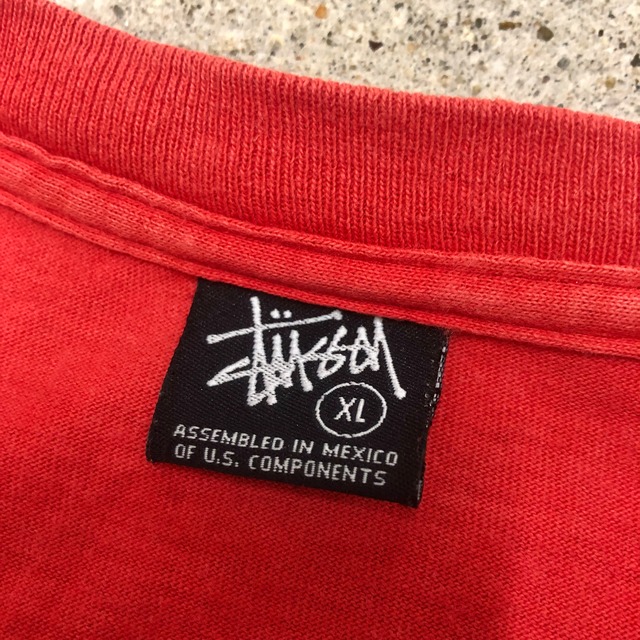 Stüssy
XL
ASSEMBLED IN MEXICO
OF U.S. COMPONENTS